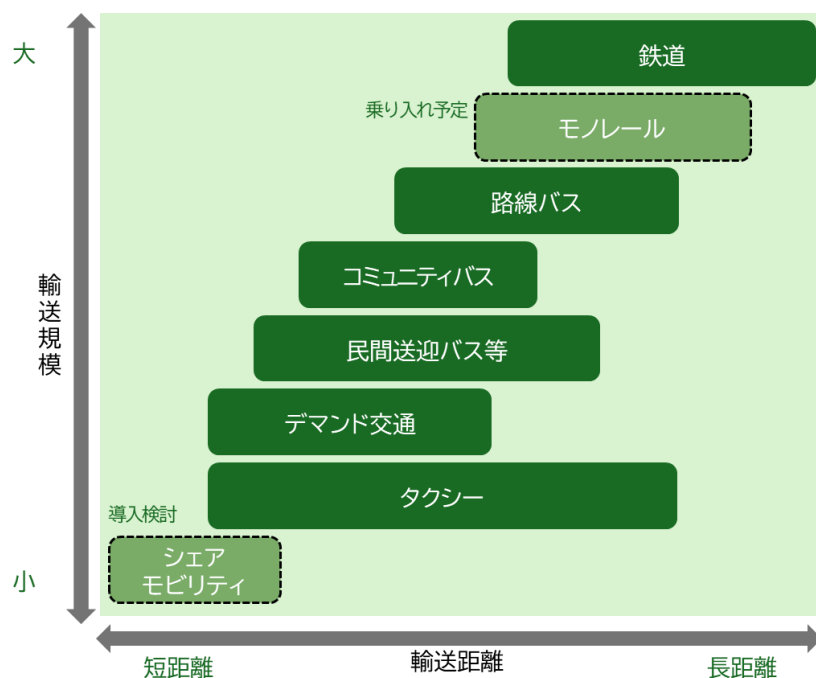 大
鉄道
乗り入れ予定
モノレール
路線バス
コミュニティバス
輸送規模
民間送迎バス等
デマンド交通
タクシー
導入検討
シェア
モビリティ
小
短距離
輸送距離
長距離